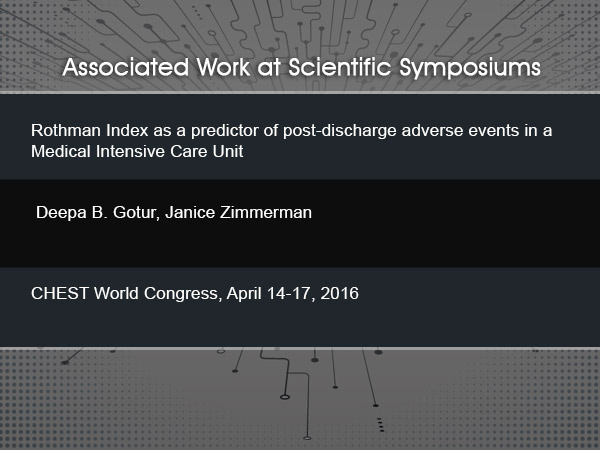 Associated Work at Scientific Symposiums
Rothman Index as a predictor of post-discharge adverse events in a
Medical Intensive Care Unit
Deepa B. Gotur, Janice Zimmerman
CHEST World Congress, April 14-17, 2016